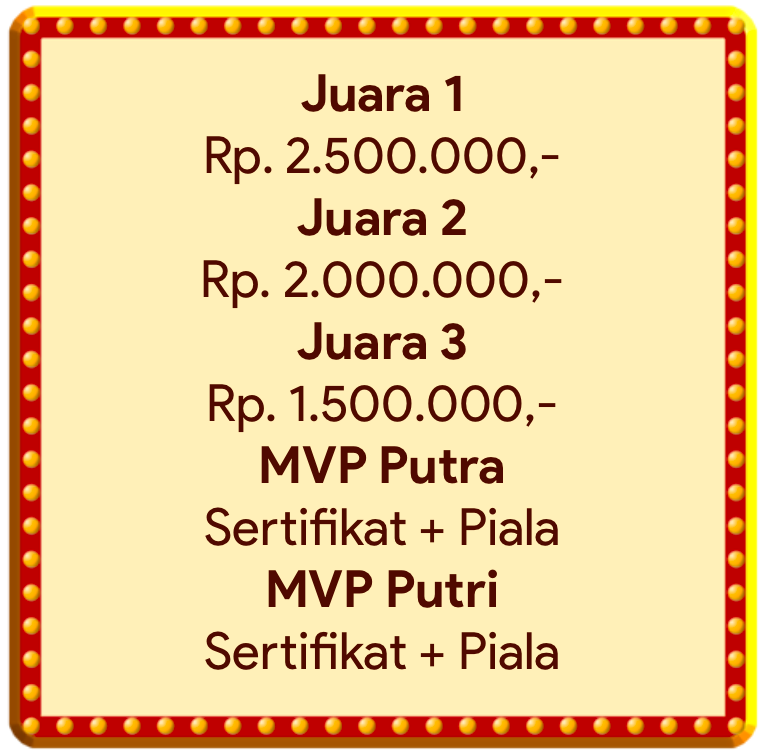 Juara 1
Rp. 2.500.000,-
Juara 2
Rp. 2.000.000,-
Juara 3
Rp. 1.500.000,-
MVP Putra
Sertifikat + Piala
MVP Putri
Sertifikat + Piala